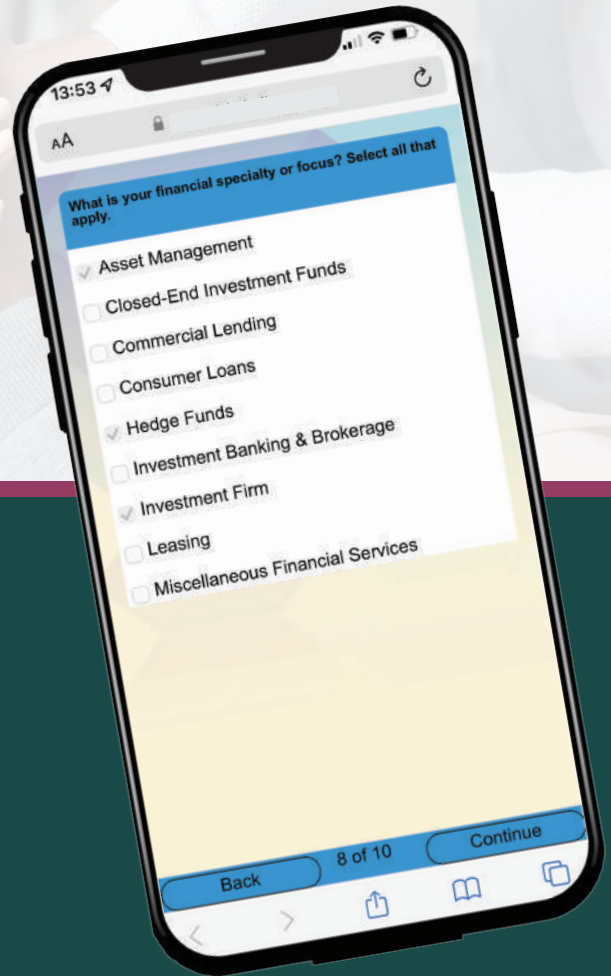 13:53
AA
What is your financial specialty or focus? Select all that
apply.
Asset Management
Closed-End Investment Funds
Commercial Lending
Consumer Loans
Hedge Funds
Investment Banking & Brokerage
Investment Firm
Leasing
Miscellaneous Financial Services
Back 8 of 10 Continue